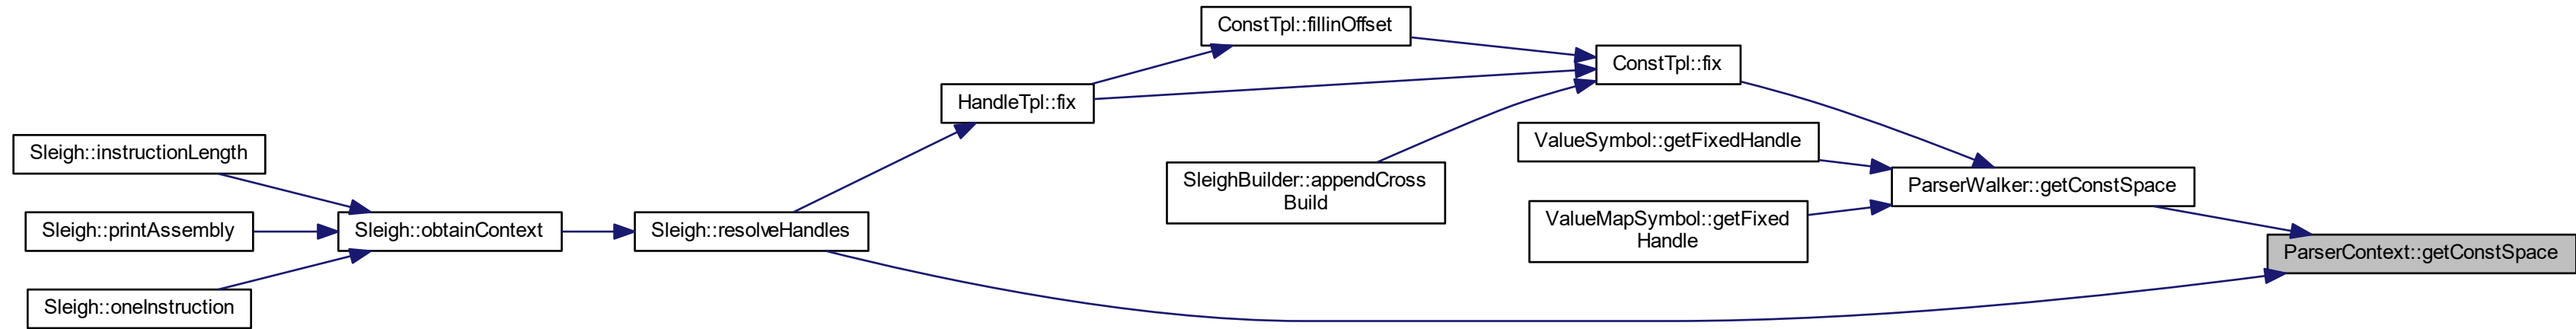 ConstTpl::fillinOffset
ConstTpl::fix
HandleTpl::fix
ValueSymbol::getFixedHandle
Sleigh::instructionLength
SleighBuilder::appendCross
Build
ParserWalker::getConstSpace
Sleigh::printAssembly
Sleigh::obtainContext
Sleigh::resolveHandles
ValueMapSymbol::getFixed
Handle
ParserContext::getConstSpace
Sleigh::oneInstruction